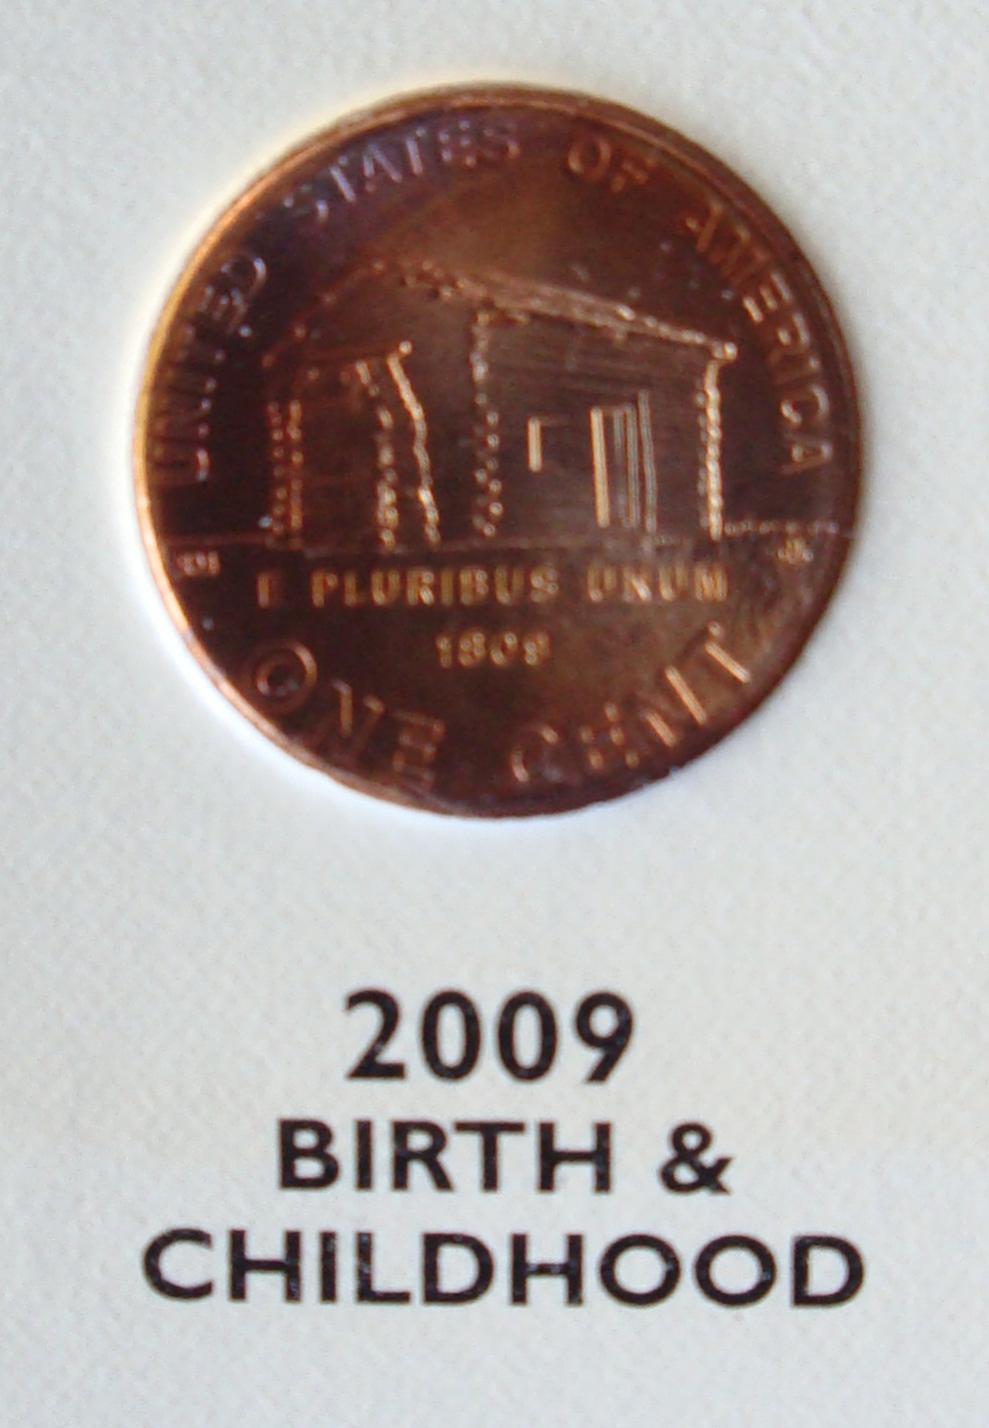 UNITED STATES OF AMERICA
E PLURIBUS UNUM
1809
ONE CENT
2009
BIRTH &
CHILDHOOD